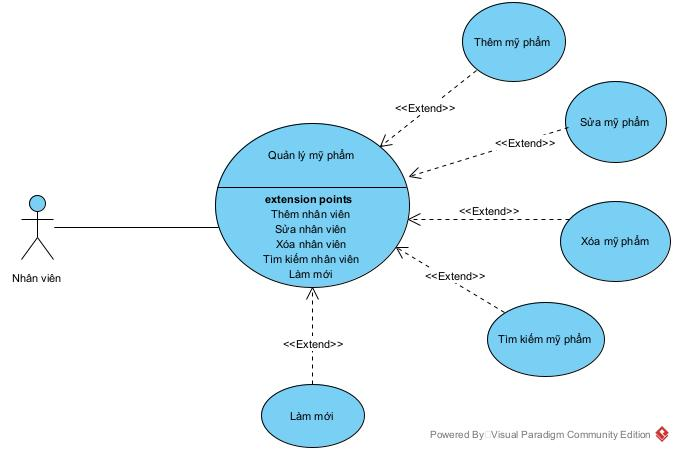 Thêm mỹ phẩm
<<Extend>>
Sửa mỹ phẩm
<<Extend>>
Quản lý mỹ phẩm
extension points
Thêm nhân viên
Sửa nhân viên
Xóa nhân viên
Tìm kiếm nhân viên
Làm mới
<<Extend>>
Xóa mỹ phẩm
Nhân viên
<<Extend>>
Tìm kiếm mỹ phẩm
<<Extend>>
Làm mới
Powered By Visual Paradigm Community Edition